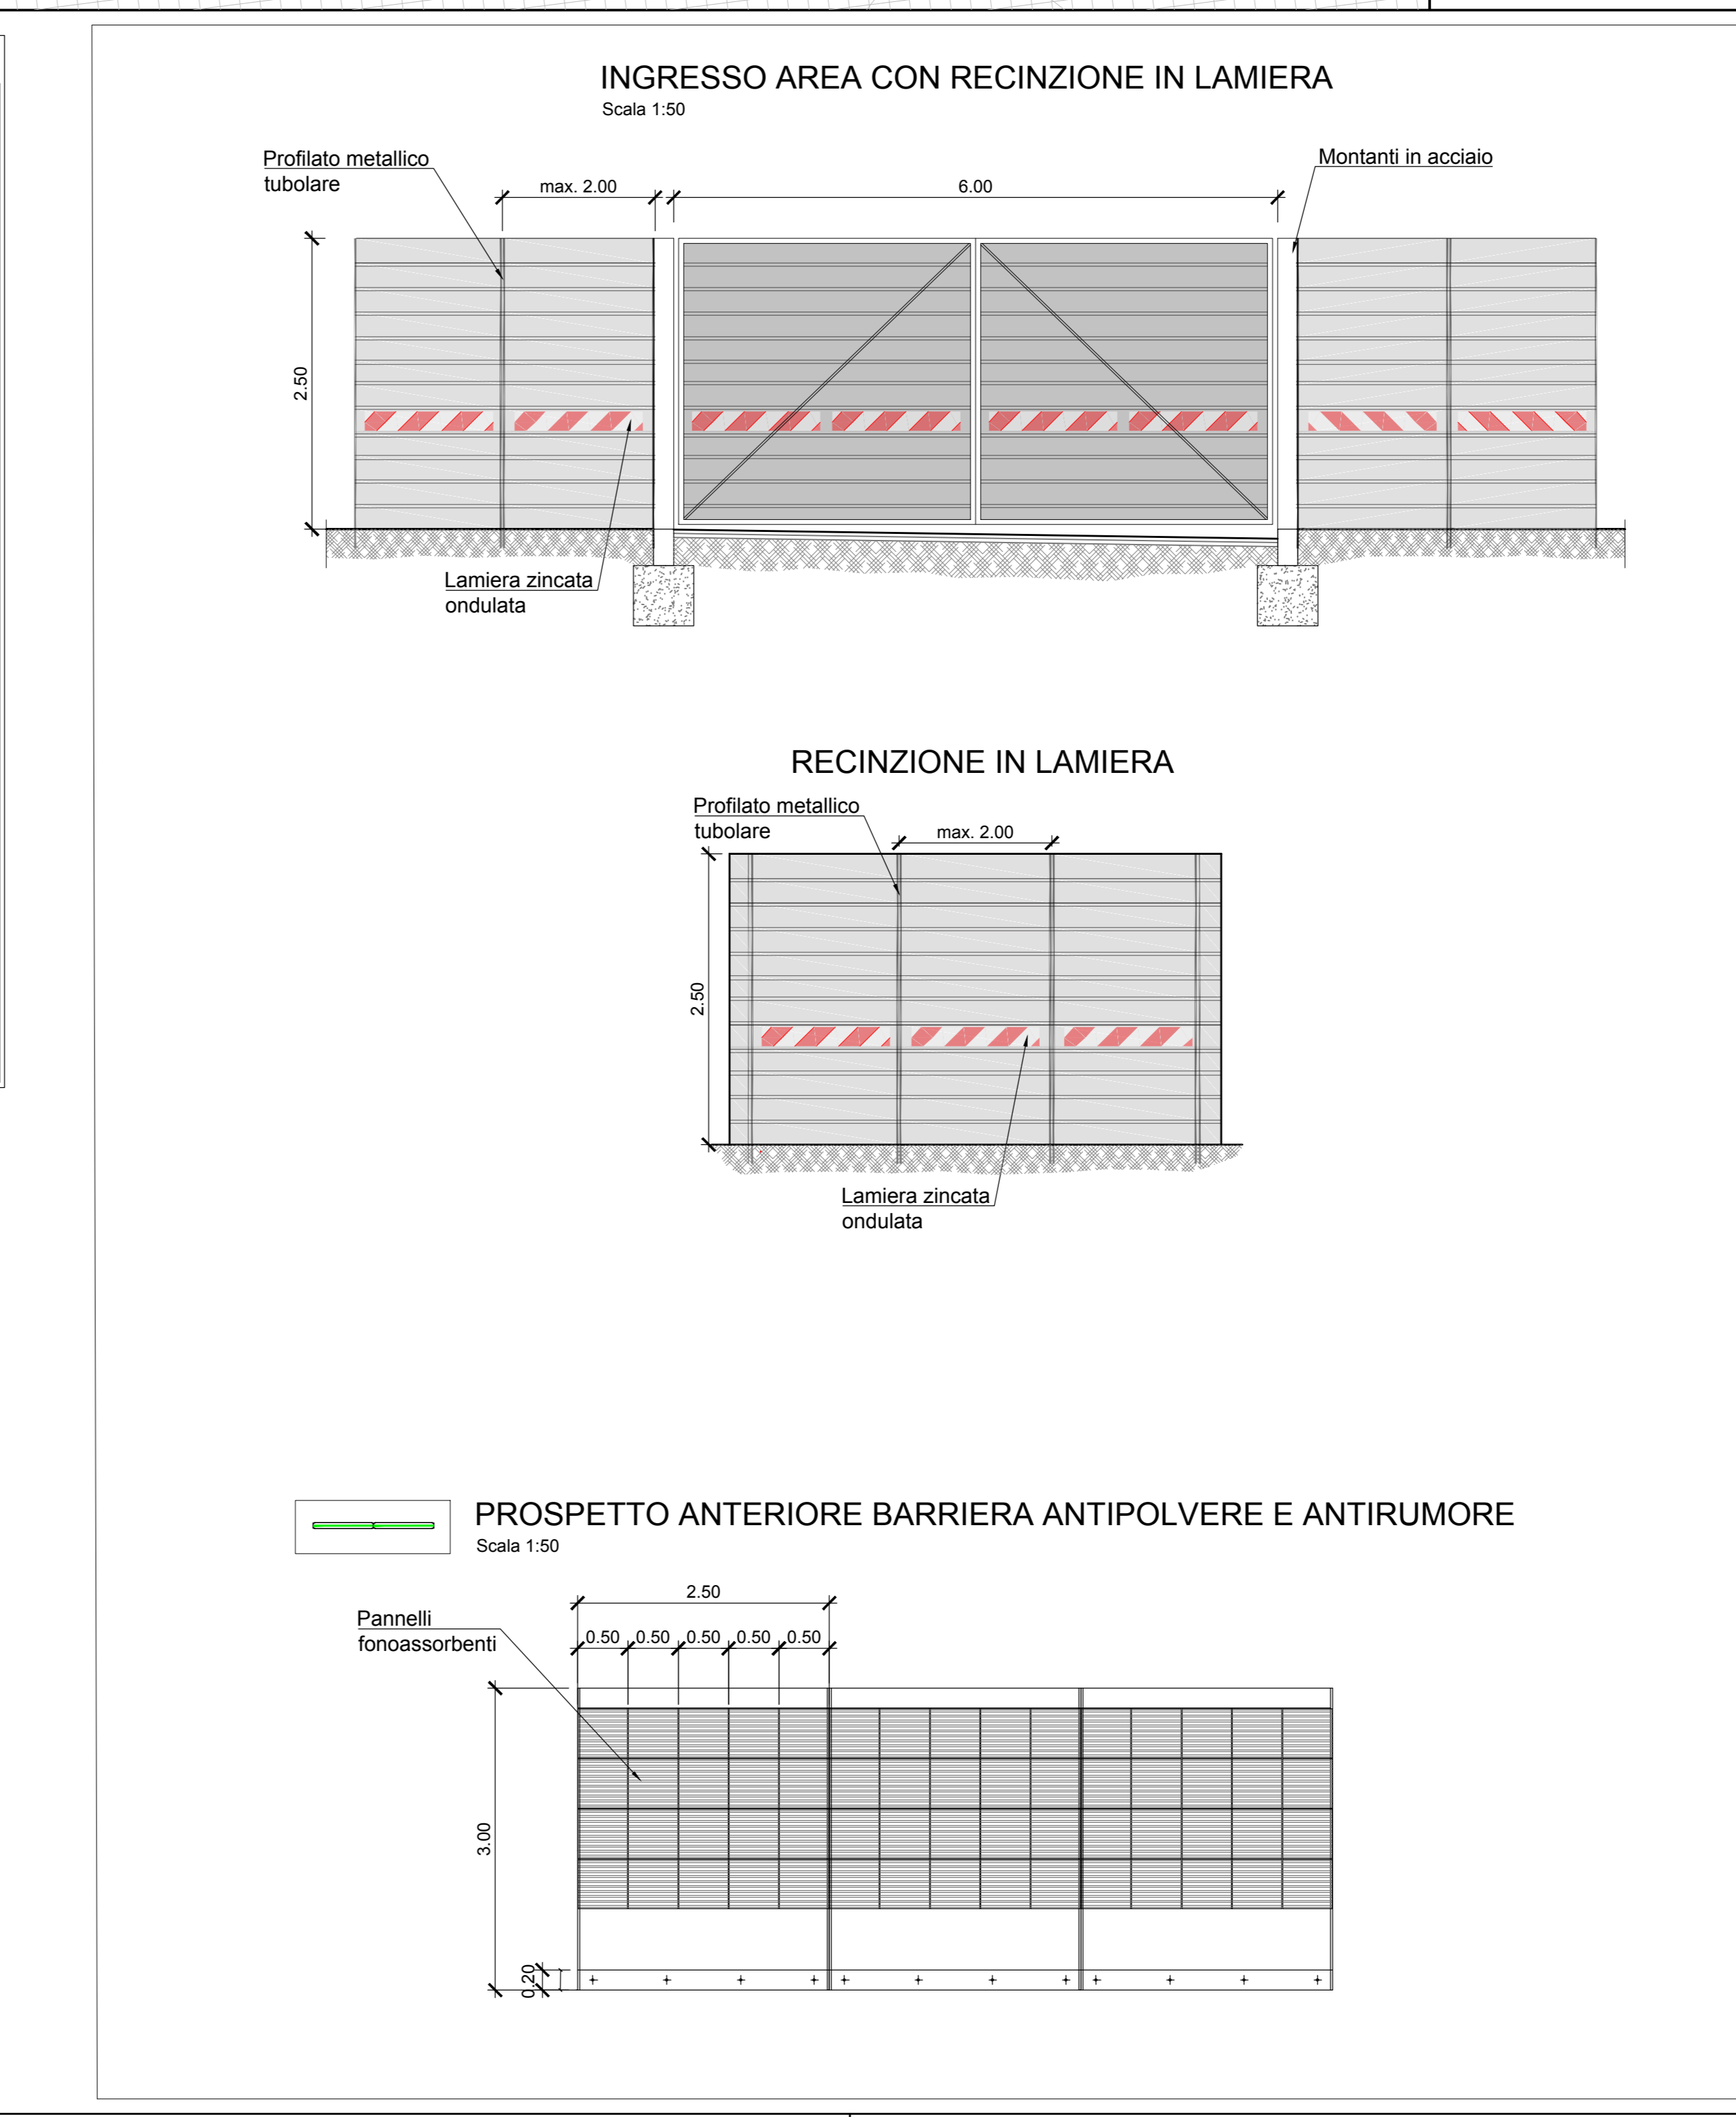 INGRESSO AREA CON RECINZIONE IN LAMIERA
Scala 1:50
Profilato metallico
tubolare
Montanti in acciaio
max. 2.00
6.00
2.50
Lamiera zincata
ondulata
RECINZIONE IN LAMIERA
Profilato metallico
tubolare
max. 2.00
2.50
Lamiera zincata
ondulata
PROSPETTO ANTERIORE BARRIERA ANTIPOLVERE E ANTIRUMORE
Scala 1:50
2.50
Pannelli
fonoassorbenti
0.50 0.50 0.50 0.50 0.50
3.00
0.20